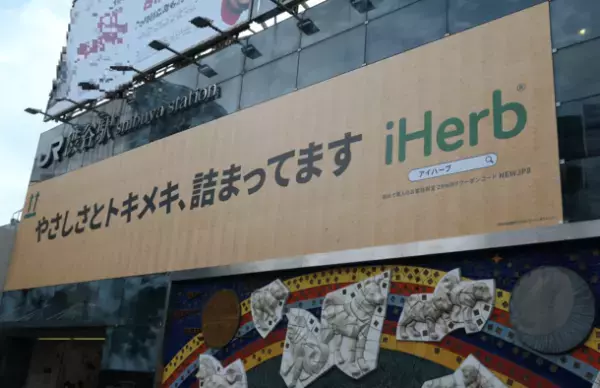 JR渋谷駅 Shibuya Station
やさしさとトキメキ、詰まってます
iHerb®
アイハーブ
NEWJP8